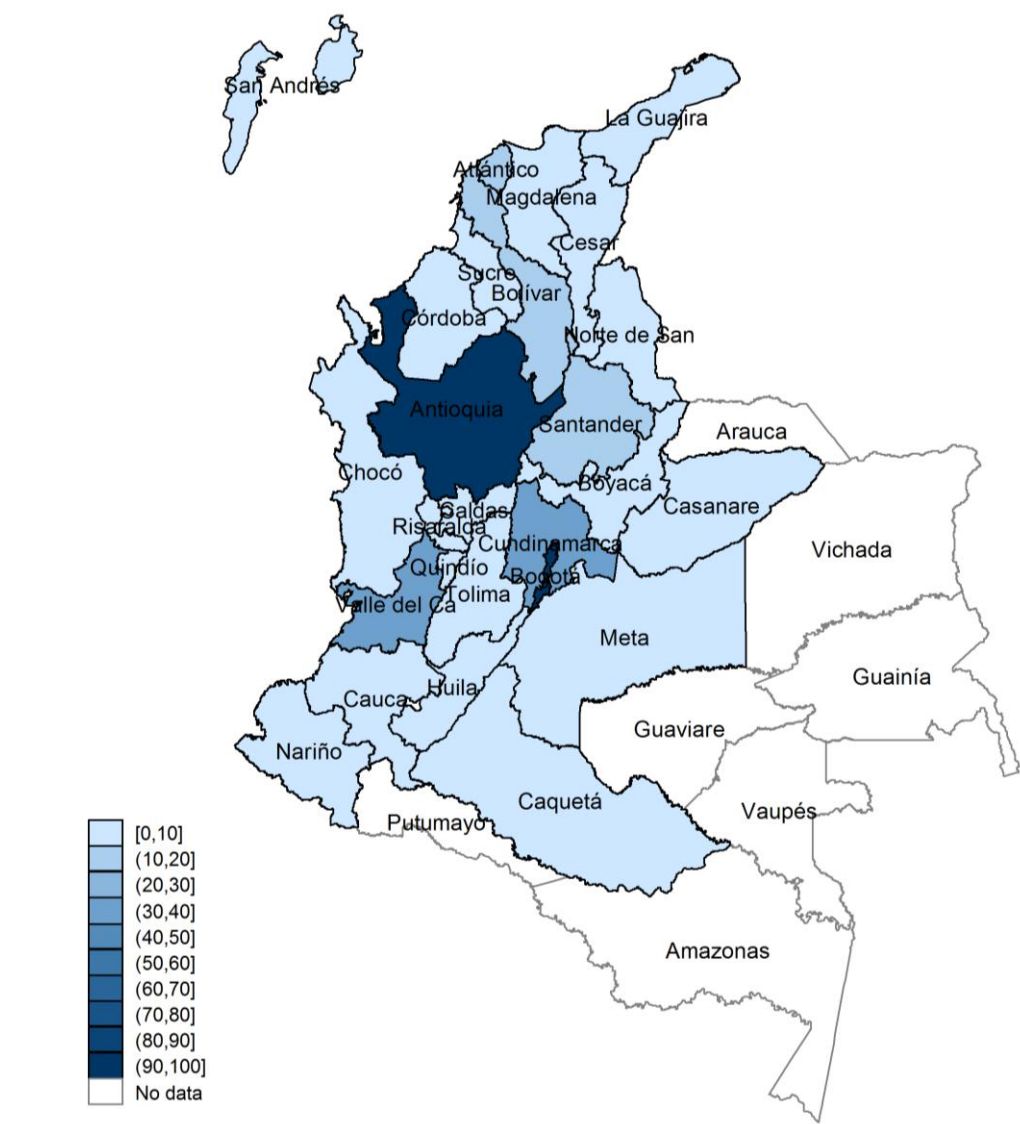 San Andrés
La Guajira
Atlántico
Magdalena
Cesar
Sucre
Bolívar
Córdoba
Norte de San
Antioquia
Santander
Arauca
Chocó
Boyacá
Caldas
Casanare
Risaralda
Cundinamarca
Vichada
Quindío
Bogotá
Tolima
Valle del Ca
Meta
Guainía
Huila
Cauca
Guaviare
Nariño
Caquetá
Vaupés
Putumayo
Amazonas
[0,10]
(10,20]
(20,30]
(30,40]
(40,50]
(50,60]
(60,70]
(70,80]
(80,90]
(90,100]
No data